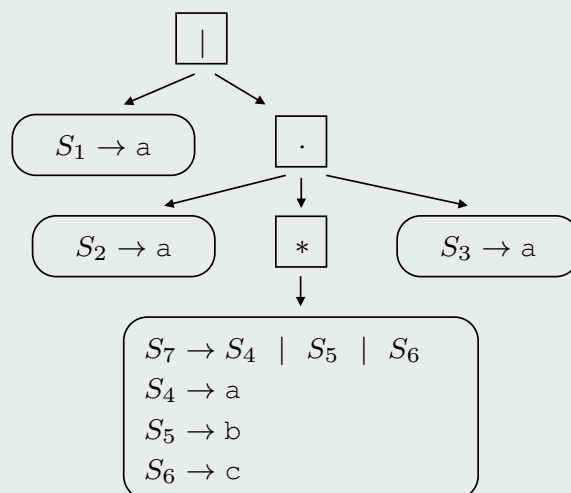 |
S₁ → a
.
S₂ → a
*
S₃ → a
S₇ → S₄ | S₅ | S₆
S₄ → a
S₅ → b
S₆ → c